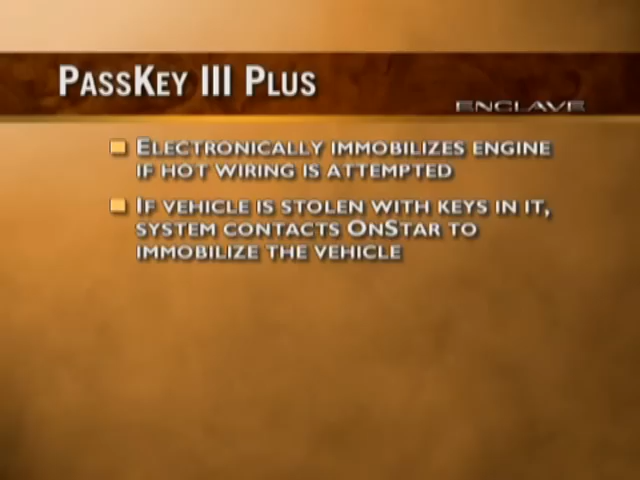 PASSKEY III PLUS
ENCLAVE
ELECTRONICALLY IMMOBILIZES ENGINE
IF HOT WIRING IS ATTEMPTED
IF VEHICLE IS STOLEN WITH KEYS IN IT,
SYSTEM CONTACTS ONSTAR TO
IMMOBILIZE THE VEHICLE